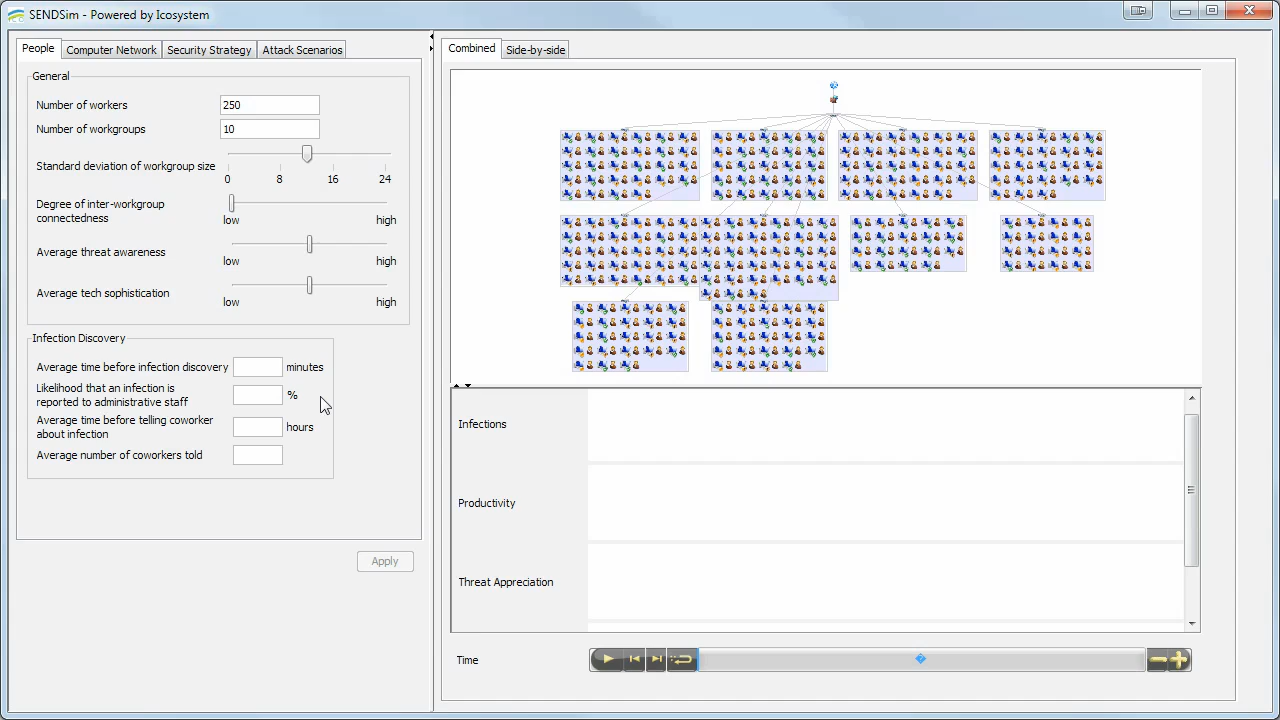 SENDSim - Powered by Icosystem
People
Computer Network
Security Strategy
Attack Scenarios
General
Number of workers
250
Number of workgroups
10
Standard deviation of workgroup size
0 8 16 24
Degree of inter-workgroup
connectedness
low high
Average threat awareness
low high
Average tech sophistication
low high
Infection Discovery
Average time before infection discovery
minutes
Likelihood that an infection is
reported to administrative staff
%
Average time before telling coworker
about infection
hours
Average number of coworkers told
Apply
Combined
Side-by-side
Infections
Productivity
Threat Appreciation
Time